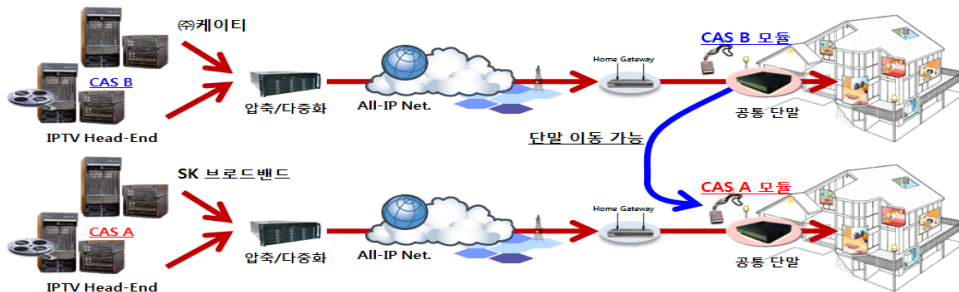 ㈜케이티
CAS B
IPTV Head-End
압축/다중화
All-IP Net.
Home Gateway
CAS B 모듈
공통 단말
단말 이동 가능
SK 브로드밴드
CAS A
IPTV Head-End
압축/다중화
All-IP Net.
Home Gateway
CAS A 모듈
공통 단말